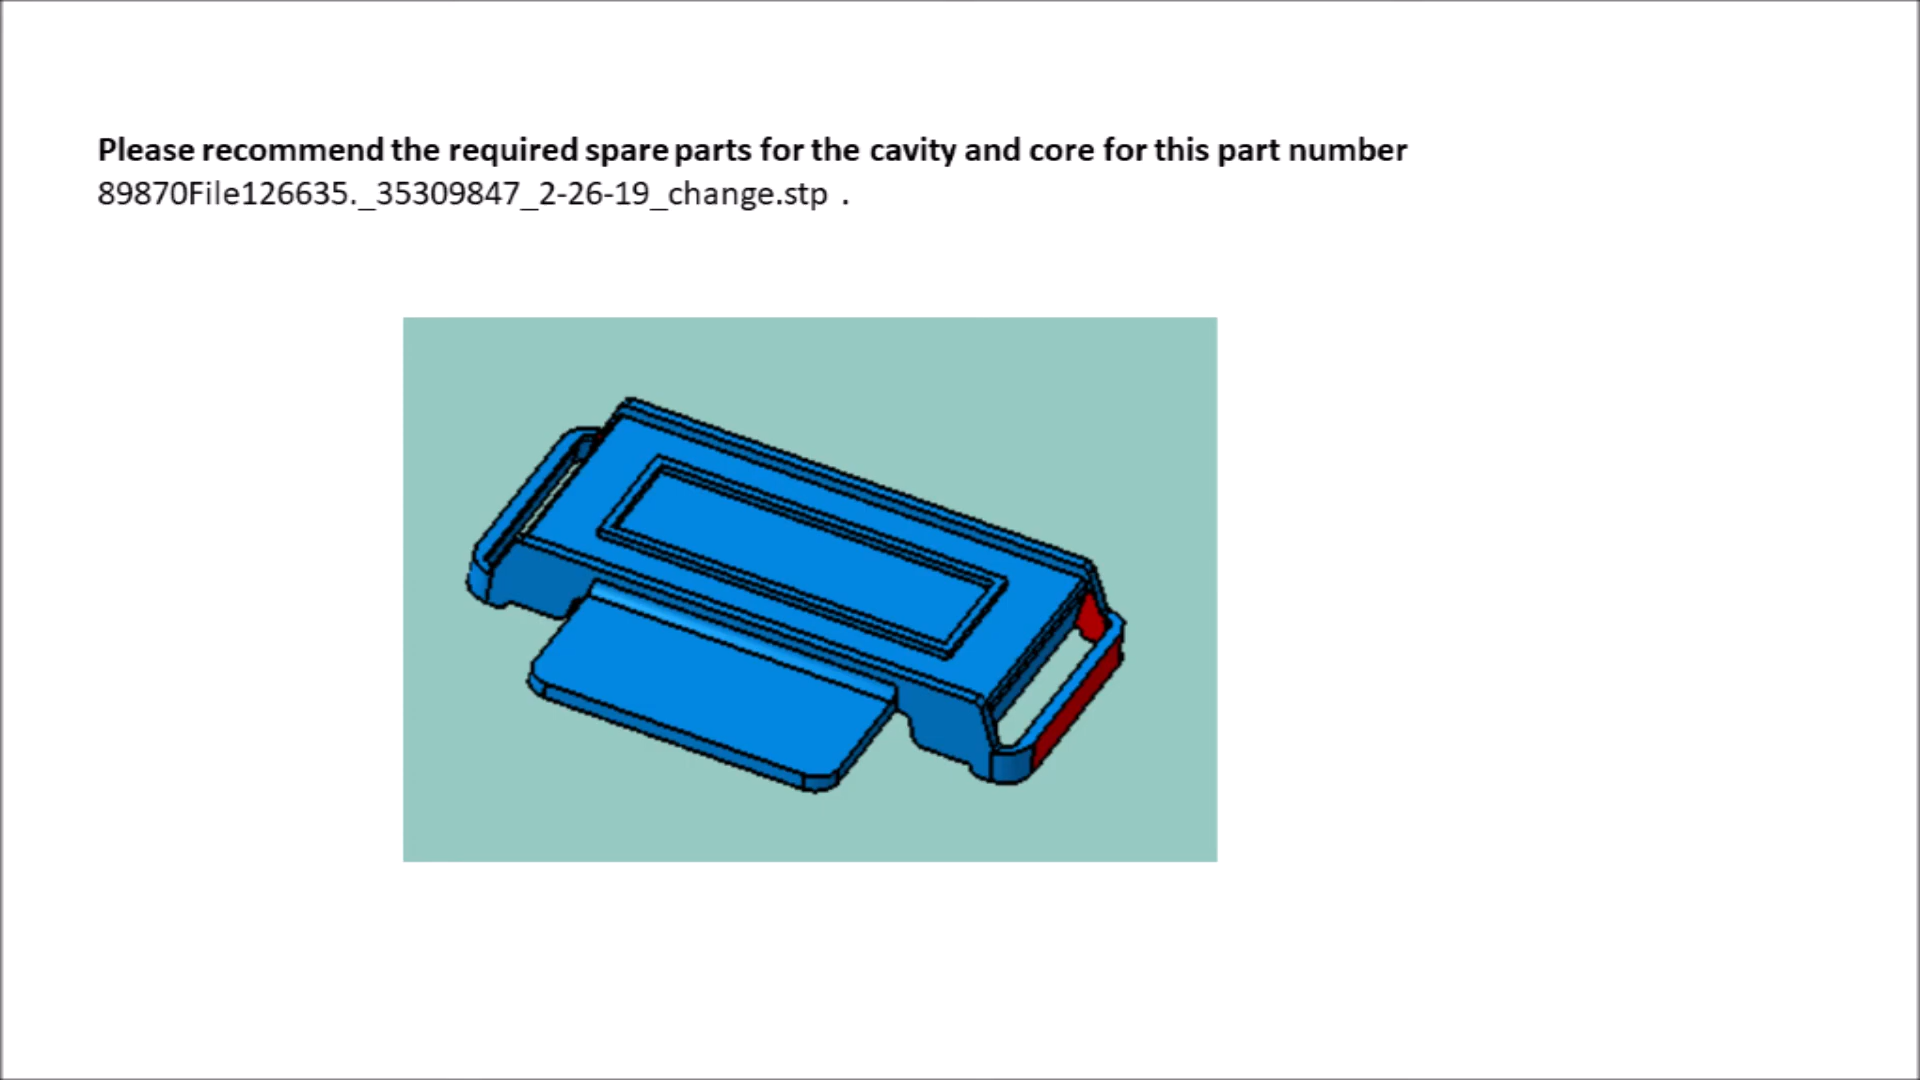 Please recommend the required spare parts for the cavity and core for this part number
89870File126635._35309847_2-26-19_change.stp .